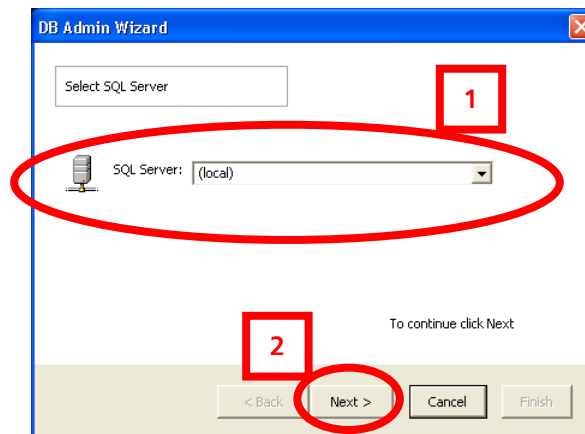 DB Admin Wizard
Select SQL Server
1
SQL Server: (local)
To continue click Next
2
< Back Next > Cancel Finish